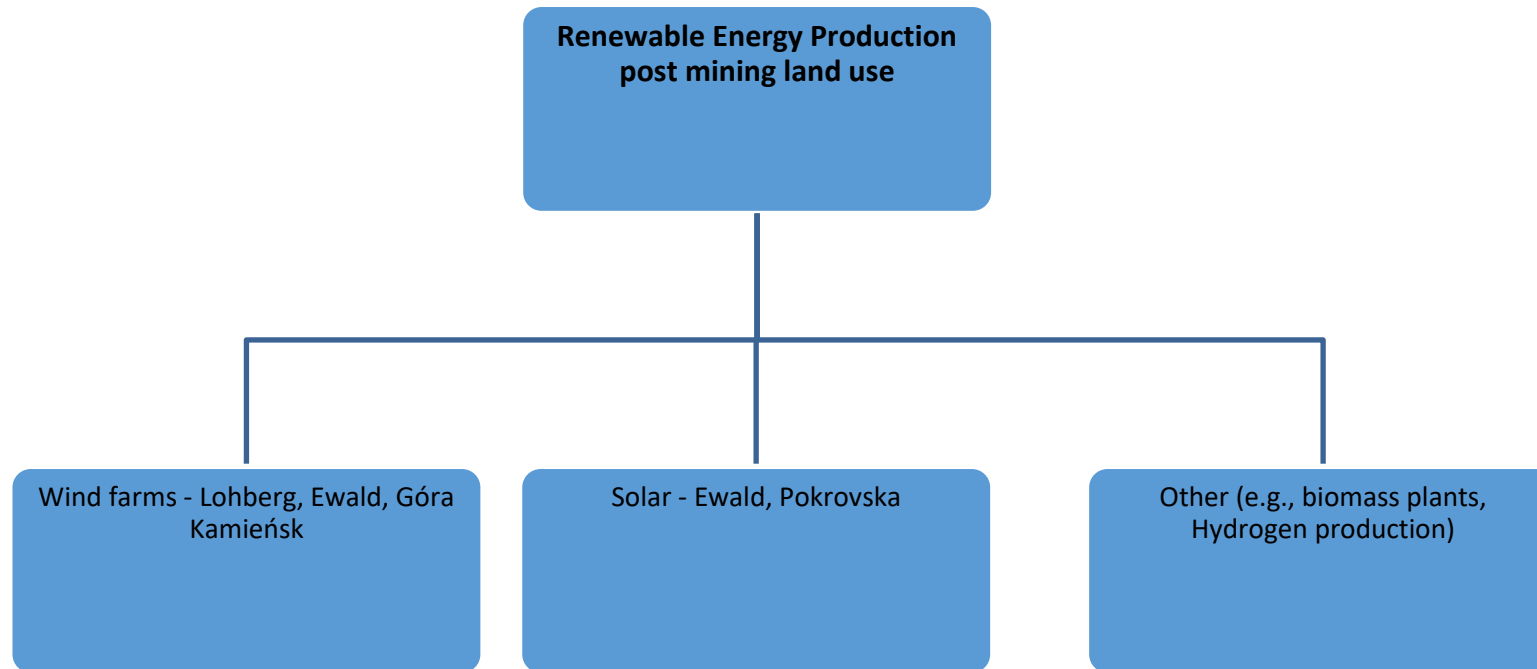 Renewable Energy Production
post mining land use
Wind farms - Lohberg, Ewald, Góra
Kamieńsk
Solar - Ewald, Pokrovska
Other (e.g., biomass plants,
Hydrogen production)